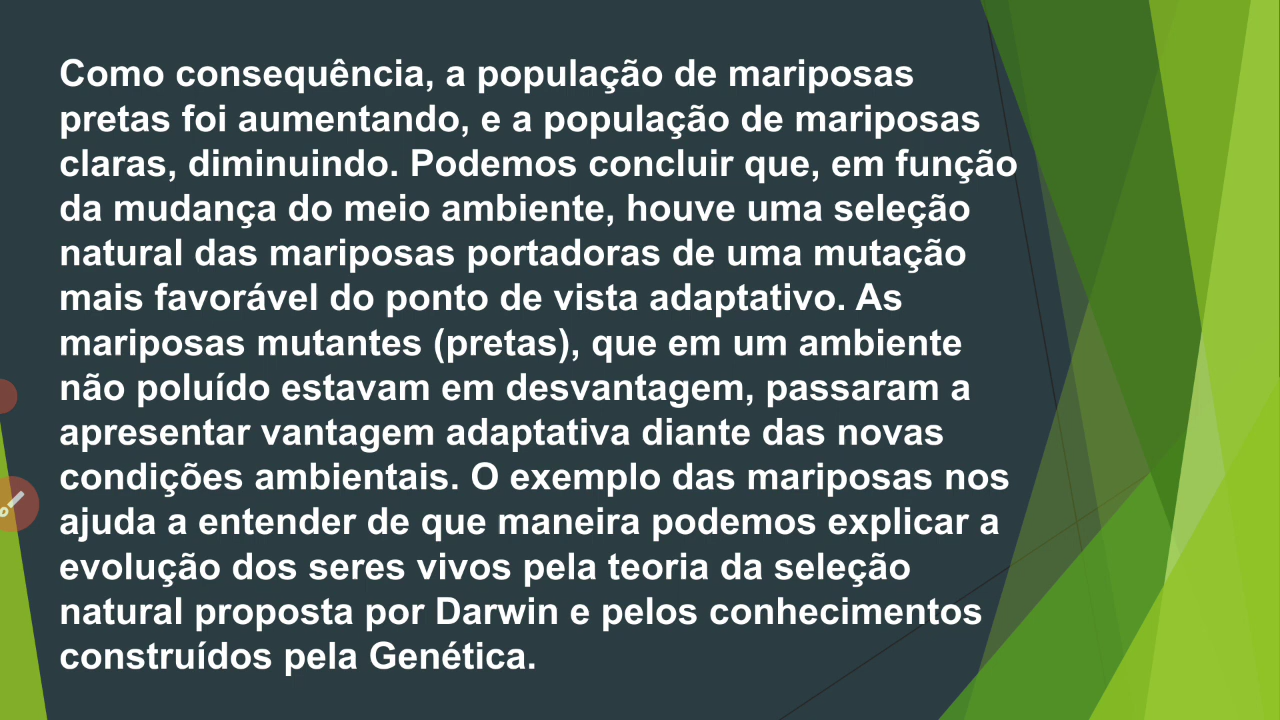 Como consequência, a população de mariposas
pretas foi aumentando, e a população de mariposas
claras, diminuindo. Podemos concluir que, em função
da mudança do meio ambiente, houve uma seleção
natural das mariposas portadoras de uma mutação
mais favorável do ponto de vista adaptativo. As
mariposas mutantes (pretas), que em um ambiente
não poluído estavam em desvantagem, passaram a
apresentar vantagem adaptativa diante das novas
condições ambientais. O exemplo das mariposas nos
ajuda a entender de que maneira podemos explicar a
evolução dos seres vivos pela teoria da seleção
natural proposta por Darwin e pelos conhecimentos
construídos pela Genética.